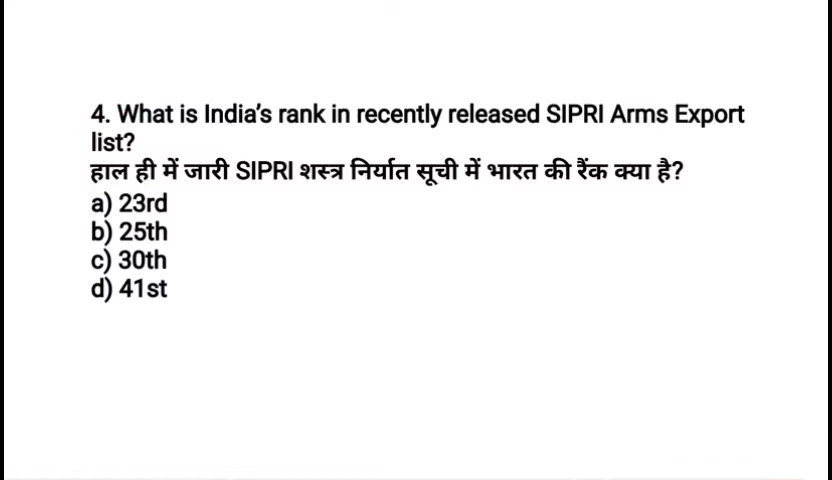 4. What is India's rank in recently released SIPRI Arms Export
list?
हाल ही में जारी SIPRI शस्त्र निर्यात सूची में भारत की रैंक क्या है?
a) 23rd
b) 25th
c) 30th
d) 41st